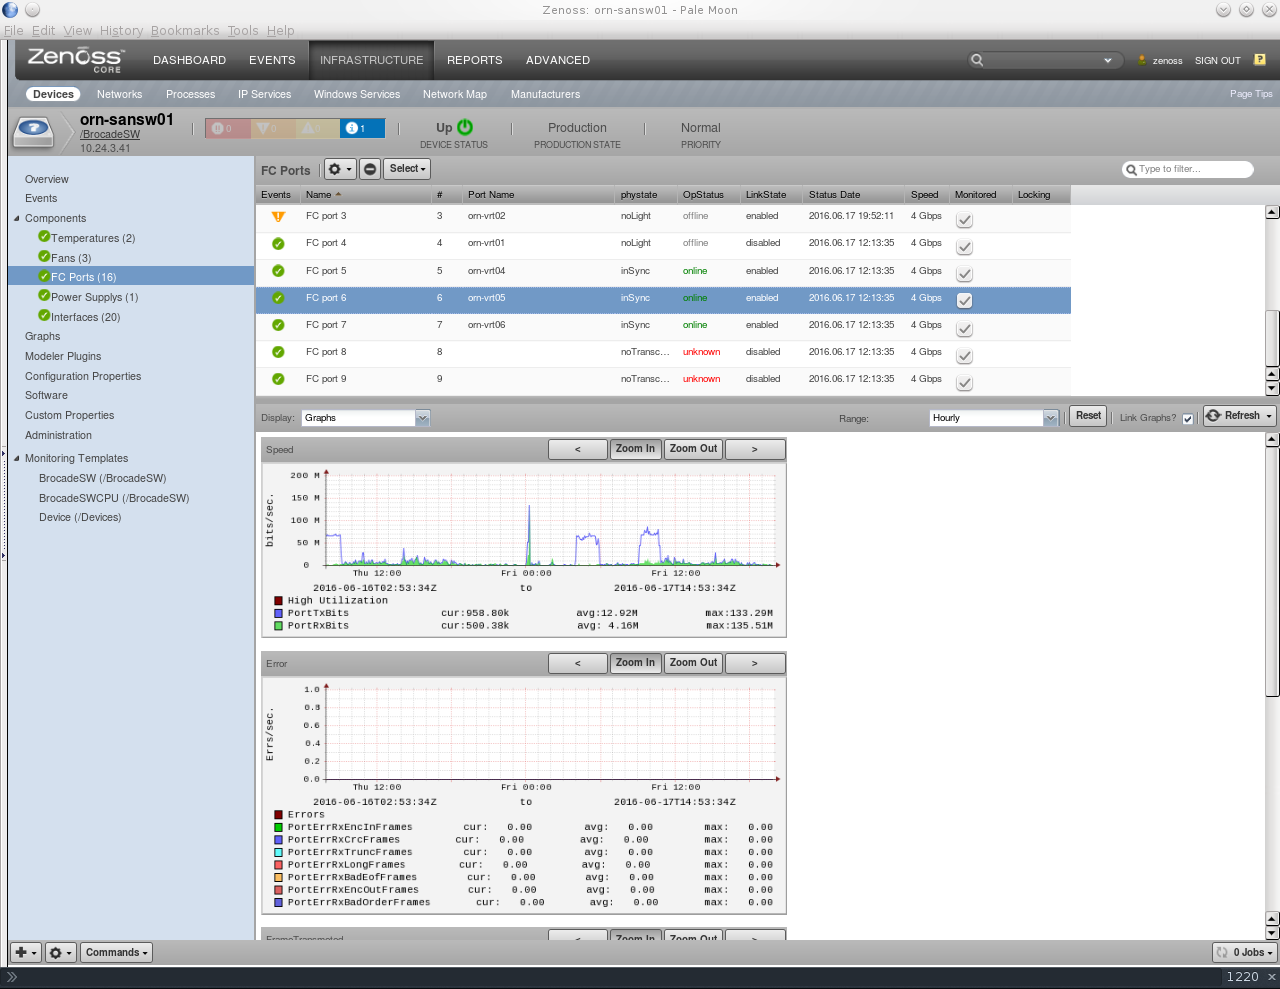 Zenoss: orn-sansw01 - Pale Moon
File Edit View History Bookmarks Tools Help
Zenoss™ CORE
DASHBOARD EVENTS INFRASTRUCTURE REPORTS ADVANCED
zenoss SIGN OUT ?
Devices Networks Processes IP Services Windows Services Network Map Manufacturers Page Tips
orn-sansw01
/BrocadeSW
10.24.3.41
0 0 0 1
Up
DEVICE STATUS
Production
PRODUCTION STATE
Normal
PRIORITY
Overview
Events
Components
Temperatures (2)
Fans (3)
FC Ports (16)
Power Supplys (1)
Interfaces (20)
Graphs
Modeler Plugins
Configuration Properties
Software
Custom Properties
Administration
Monitoring Templates
BrocadeSW (/BrocadeSW)
BrocadeSWCPU (/BrocadeSW)
Device (/Devices)
FC Ports Select Type to filter...
Events Name # Port Name phystate OpStatus LinkState Status Date Speed Monitored Locking
FC port 3 3 orn-vrt02 noLight offline enabled 2016.06.17 19:52:11 4 Gbps
FC port 4 4 orn-vrt01 noLight offline disabled 2016.06.17 12:13:35 4 Gbps
FC port 5 5 orn-vrt04 inSync online enabled 2016.06.17 12:13:35 4 Gbps
FC port 6 6 orn-vrt05 inSync online enabled 2016.06.17 12:13:35 4 Gbps
FC port 7 7 orn-vrt06 inSync online enabled 2016.06.17 12:13:35 4 Gbps
FC port 8 8 noTransc... unknown disabled 2016.06.17 12:13:35 4 Gbps
FC port 9 9 noTransc... unknown disabled 2016.06.17 12:13:35 4 Gbps
Display: Graphs Range: Hourly Reset Link Graphs? Refresh
Speed < Zoom In Zoom Out >
bits/sec.
200 M
150 M
100 M
50 M
0
Thu 12:00 Fri 00:00 Fri 12:00
2016-06-16T02:53:34Z to 2016-06-17T14:53:34Z
High Utilization
PortTxBits cur:958.80k avg:12.92M max:133.29M
PortRxBits cur:500.38k avg: 4.16M max:135.51M
Error < Zoom In Zoom Out >
Errs/sec.
1.0
0.8
0.6
0.4
0.2
0.0
Thu 12:00 Fri 00:00 Fri 12:00
2016-06-16T02:53:34Z to 2016-06-17T14:53:34Z
Errors
PortErrRxEncInFrames cur: 0.00 avg: 0.00 max: 0.00
PortErrRxCrcFrames cur: 0.00 avg: 0.00 max: 0.00
PortErrRxTruncFrames cur: 0.00 avg: 0.00 max: 0.00
PortErrRxLongFrames cur: 0.00 avg: 0.00 max: 0.00
PortErrRxBadEofFrames cur: 0.00 avg: 0.00 max: 0.00
PortErrRxEncOutFrames cur: 0.00 avg: 0.00 max: 0.00
PortErrRxBadOrderFrames cur: 0.00 avg: 0.00 max: 0.00
FrameTransmoted < Zoom In Zoom Out >
Commands 0 Jobs
1220